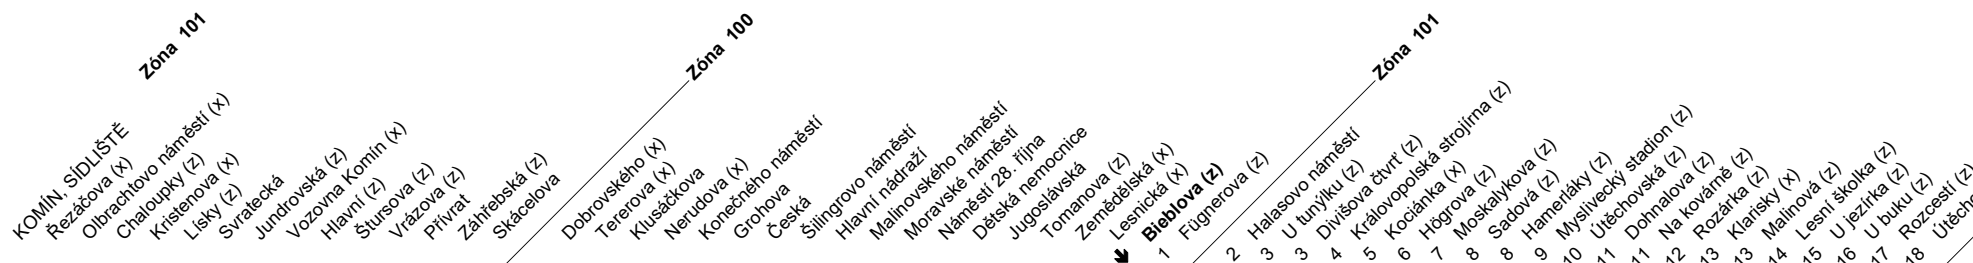 Zóna 101
KOMÍN, SÍDLIŠTĚ
Řezáčova (x)
Olbrachtovo náměstí (x)
Chaloupky (z)
Kristenova (x)
Lísky (z)
Svratecká
Jundrovská (z)
Vozovna Komín (x)
Hlavní (z)
Štursova (z)
Vrázova (z)
Přívrat
Záhřebská (z)
Skácelova
Zóna 100
Dobrovského (x)
Tererova (x)
Klusáčkova
Nerudova (x)
Konečného náměstí
Grohova
Česká
Šilingrovo náměstí
Hlavní nádraží
Malinovského náměstí
Moravské náměstí
Náměstí 28. října
Dětská nemocnice
Jugoslávská
Tomanova (z)
Zemědělská (x)
Lesnická (x)
Bieblova (z)
1 Fügnerova (z)
Zóna 101
2 Halasovo náměstí
3 U tunýlku (z)
3 Divišova čtvrť (z)
4 Královopolská strojírna (z)
5 Kociánka (x)
6 Högrova (z)
7 Moskalykova (z)
8 Sadová (z)
8 Hamerláky (z)
9 Myslivecký stadion (z)
10 Útěchovská (z)
11 Dohnalova (z)
11 Na kovárně (z)
12 Rozárka (z)
13 Klarisky (x)
13 Malinová (z)
14 Lesní školka (z)
15 U jezírka (z)
16 U buku (z)
17 Rozcestí (z)
18